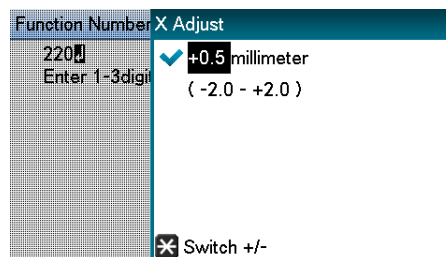 Function Number
220
Enter 1-3digi
X Adjust
+0.5 millimeter
( -2.0 - +2.0 )
Switch +/-